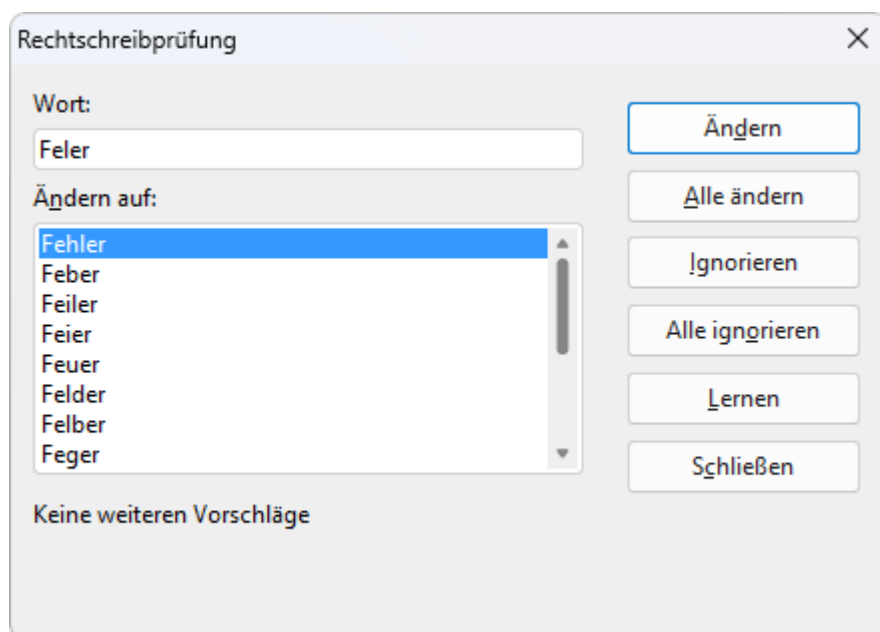 Rechtschreibprüfung
Wort:
Feler
Ändern auf:
Fehler
Feber
Feiler
Feier
Feuer
Felder
Felber
Feger
Keine weiteren Vorschläge
Ändern
Alle ändern
Ignorieren
Alle ignorieren
Lernen
Schließen